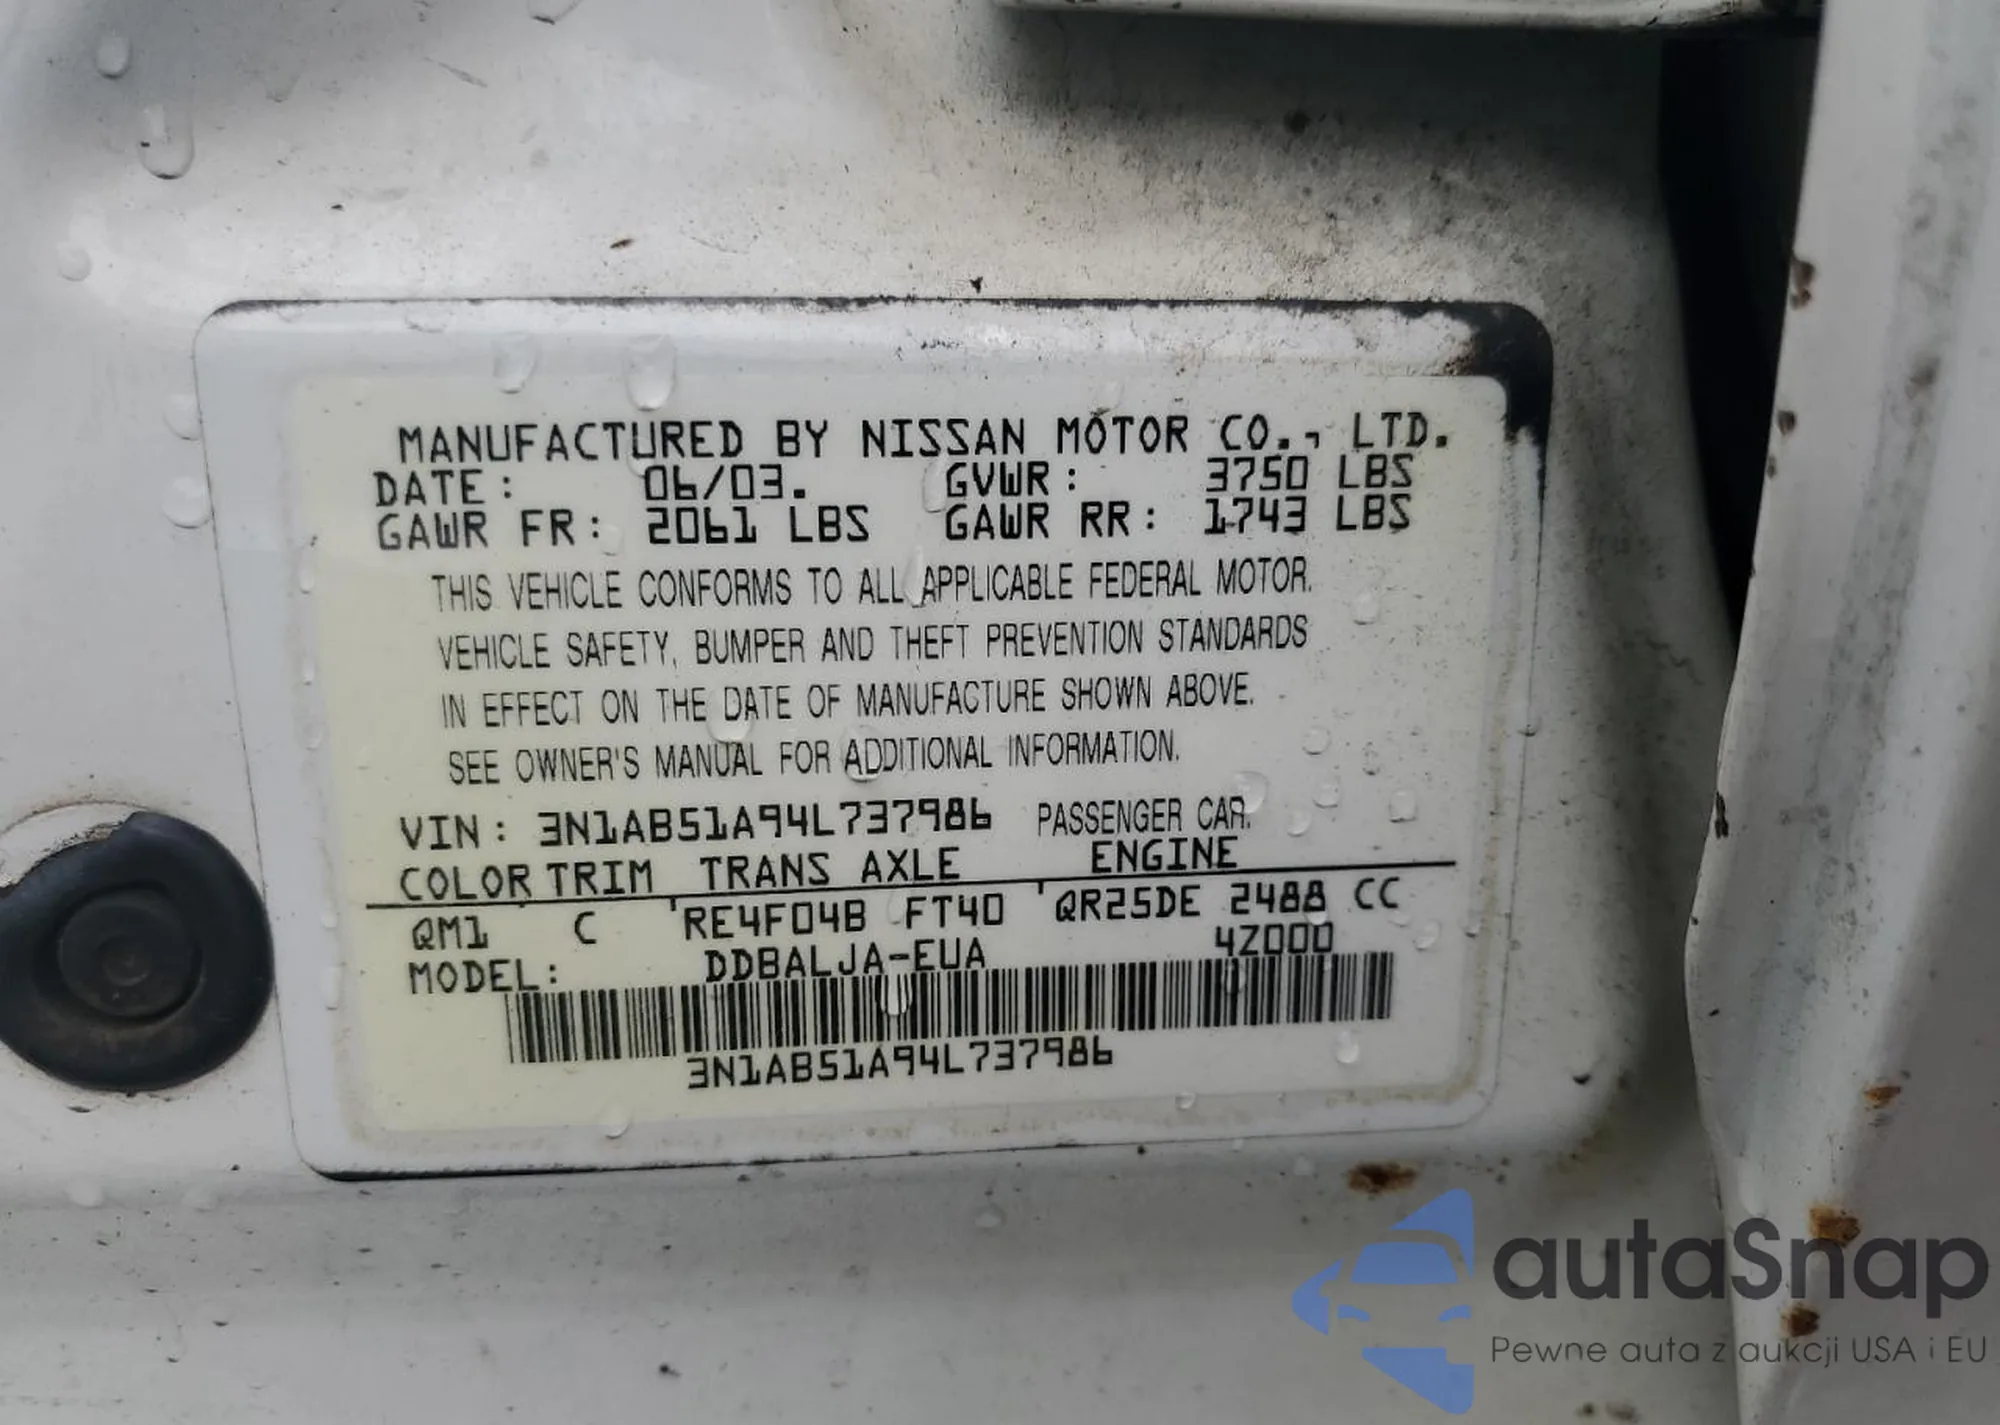 MANUFACTURED BY NISSAN MOTOR CO., LTD.
DATE: 06/03. GVWR: 3750 LBS
GAWR FR: 2061 LBS GAWR RR: 1743 LBS
THIS VEHICLE CONFORMS TO ALL APPLICABLE FEDERAL MOTOR.
VEHICLE SAFETY, BUMPER AND THEFT PREVENTION STANDARDS
IN EFFECT ON THE DATE OF MANUFACTURE SHOWN ABOVE.
SEE OWNER'S MANUAL FOR ADDITIONAL INFORMATION.
VIN: 3N1AB51A94L737986 PASSENGER CAR.
COLOR TRIM TRANS AXLE ENGINE
QM1 C RE4F04B FT40 QR25DE 2488 CC
MODEL: DDBALJA-EUA 4Z000
3N1AB51A94L737986
autaSnap
Pewne auta z aukcji USA i EU